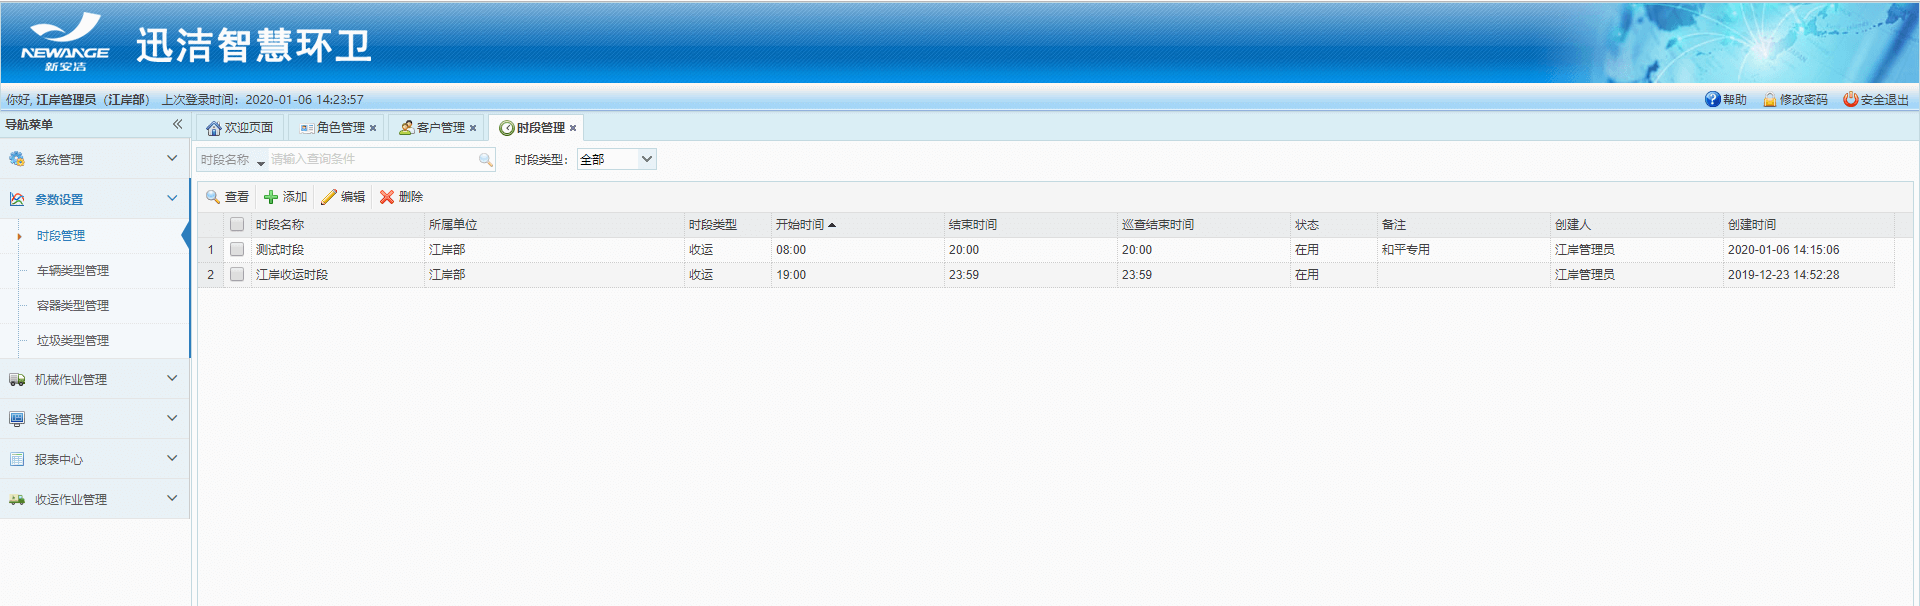 NEWANGE
新安洁
迅洁智慧环卫
你好, 江岸管理员（江岸部） 上次登录时间：2020-01-06 14:23:57 帮助 修改密码 安全退出
导航菜单
系统管理
参数设置
时段管理
车辆类型管理
容器类型管理
垃圾类型管理
机械作业管理
设备管理
报表中心
收运作业管理
欢迎页面 角色管理 客户管理 时段管理
时段名称 请输入查询条件 时段类型： 全部
查看 添加 编辑 删除
时段名称 所属单位 时段类型 开始时间 结束时间 巡查结束时间 状态 备注 创建人 创建时间
1 测试时段 江岸部 收运 08:00 20:00 20:00 在用 和平专用 江岸管理员 2020-01-06 14:15:06
2 江岸收运时段 江岸部 收运 19:00 23:59 23:59 在用 江岸管理员 2019-12-23 14:52:28